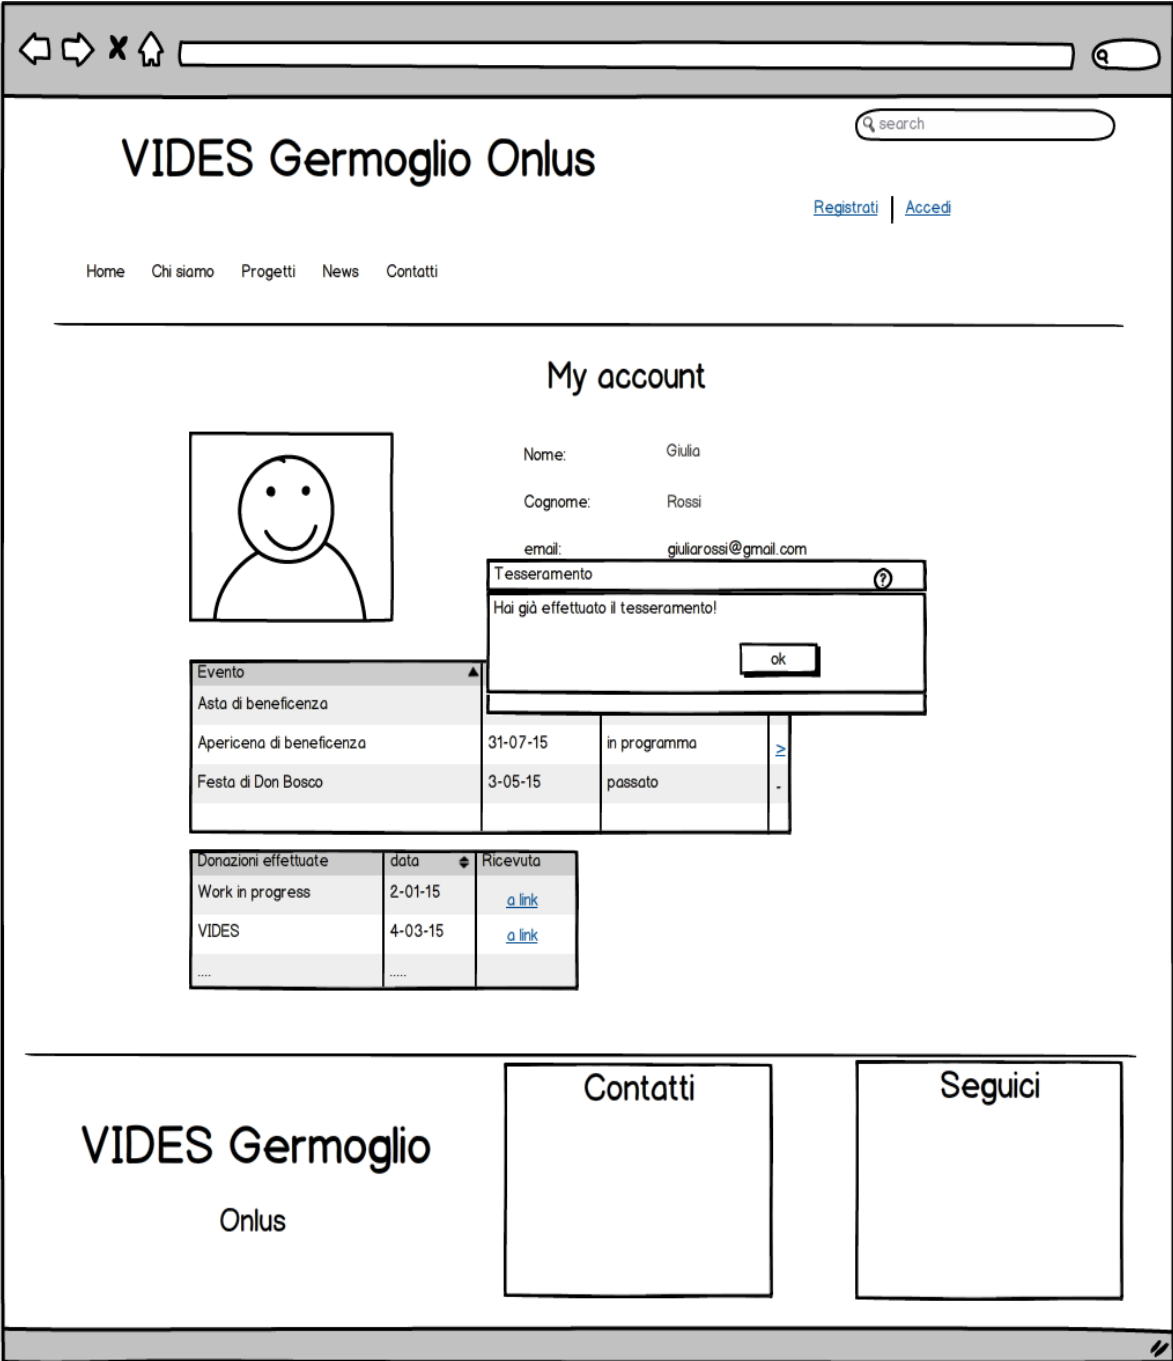 search
VIDES Germoglio Onlus
Registrati Accedi
Home Chi siamo Progetti News Contatti
My account
Nome: Giulia
Cognome: Rossi
email: giuliarossi@gmail.com
Tesseramento ?
Hai già effettuato il tesseramento!
ok
Evento
Asta di beneficenza
Apericena di beneficenza 31-07-15 in programma >
Festa di Don Bosco 3-05-15 passato -
Donazioni effettuate data Ricevuta
Work in progress 2-01-15 a link
VIDES 4-03-15 a link
.... .....
Contatti
Seguici
VIDES Germoglio
Onlus